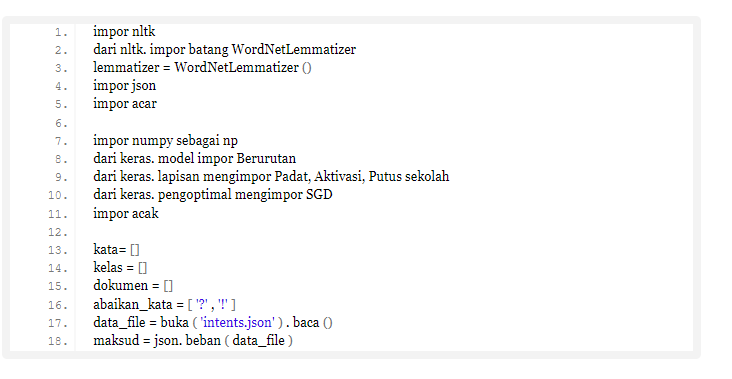 1. impor nltk
2. dari nltk. impor batang WordNetLemmatizer
3. lemmatizer = WordNetLemmatizer ()
4. impor json
5. impor acar
6.
7. impor numpy sebagai np
8. dari keras. model impor Berurutan
9. dari keras. lapisan mengimpor Padat, Aktivasi, Putus sekolah
10. dari keras. pengoptimal mengimpor SGD
11. impor acak
12.
13. kata= []
14. kelas = []
15. dokumen = []
16. abaikan_kata = [ '?' , '!' ]
17. data_file = buka ( 'intents.json' ) . baca ()
18. maksud = json. beban ( data_file )